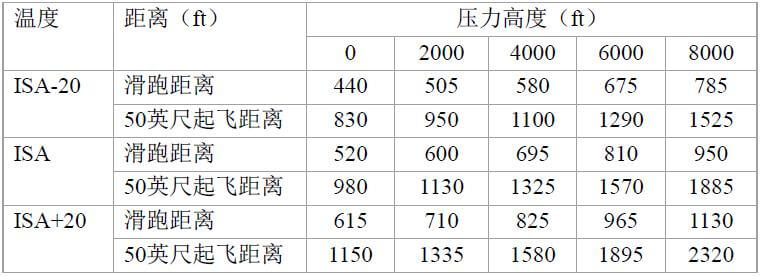 温度 距离（ft） 压力高度（ft）
0 2000 4000 6000 8000
ISA-20 滑跑距离 440 505 580 675 785
50英尺起飞距离 830 950 1100 1290 1525
ISA 滑跑距离 520 600 695 810 950
50英尺起飞距离 980 1130 1325 1570 1885
ISA+20 滑跑距离 615 710 825 965 1130
50英尺起飞距离 1150 1335 1580 1895 2320